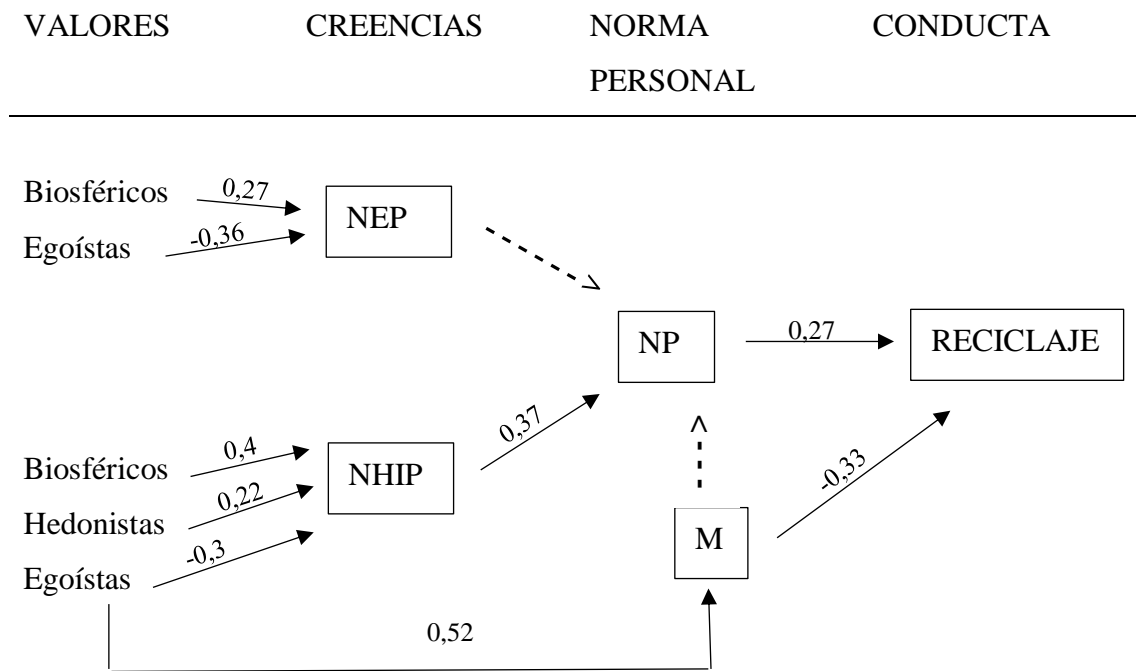 VALORES CREENCIAS NORMA CONDUCTA
PERSONAL
Biosféricos 0,27 NEP
Egoístas -0,36
NP 0,27 RECICLAJE
0,37
Biosféricos 0,4 NHIP -0,33
Hedonistas 0,22
M
Egoístas -0,3
0,52